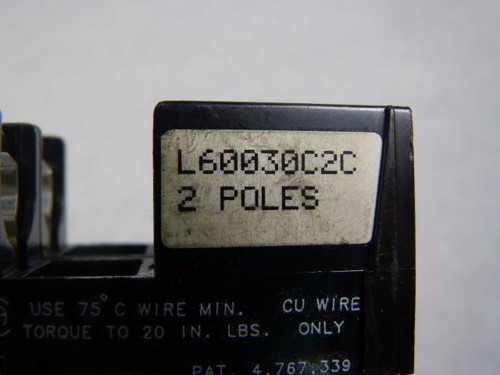 L60030C2C
2 POLES
USE 75°C WIRE MIN. CU WIRE
TORQUE TO 20 IN. LBS. ONLY
PAT. 4,767,339